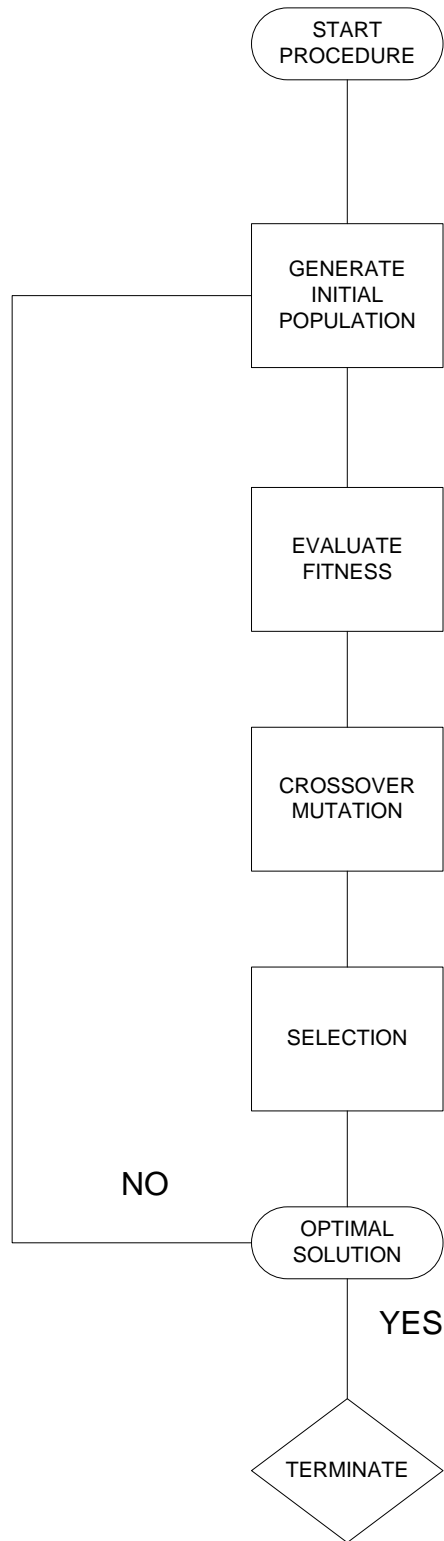 START
PROCEDURE
GENERATE
INITIAL
POPULATION
EVALUATE
FITNESS
CROSSOVER
MUTATION
SELECTION
NO
OPTIMAL
SOLUTION
YES
TERMINATE